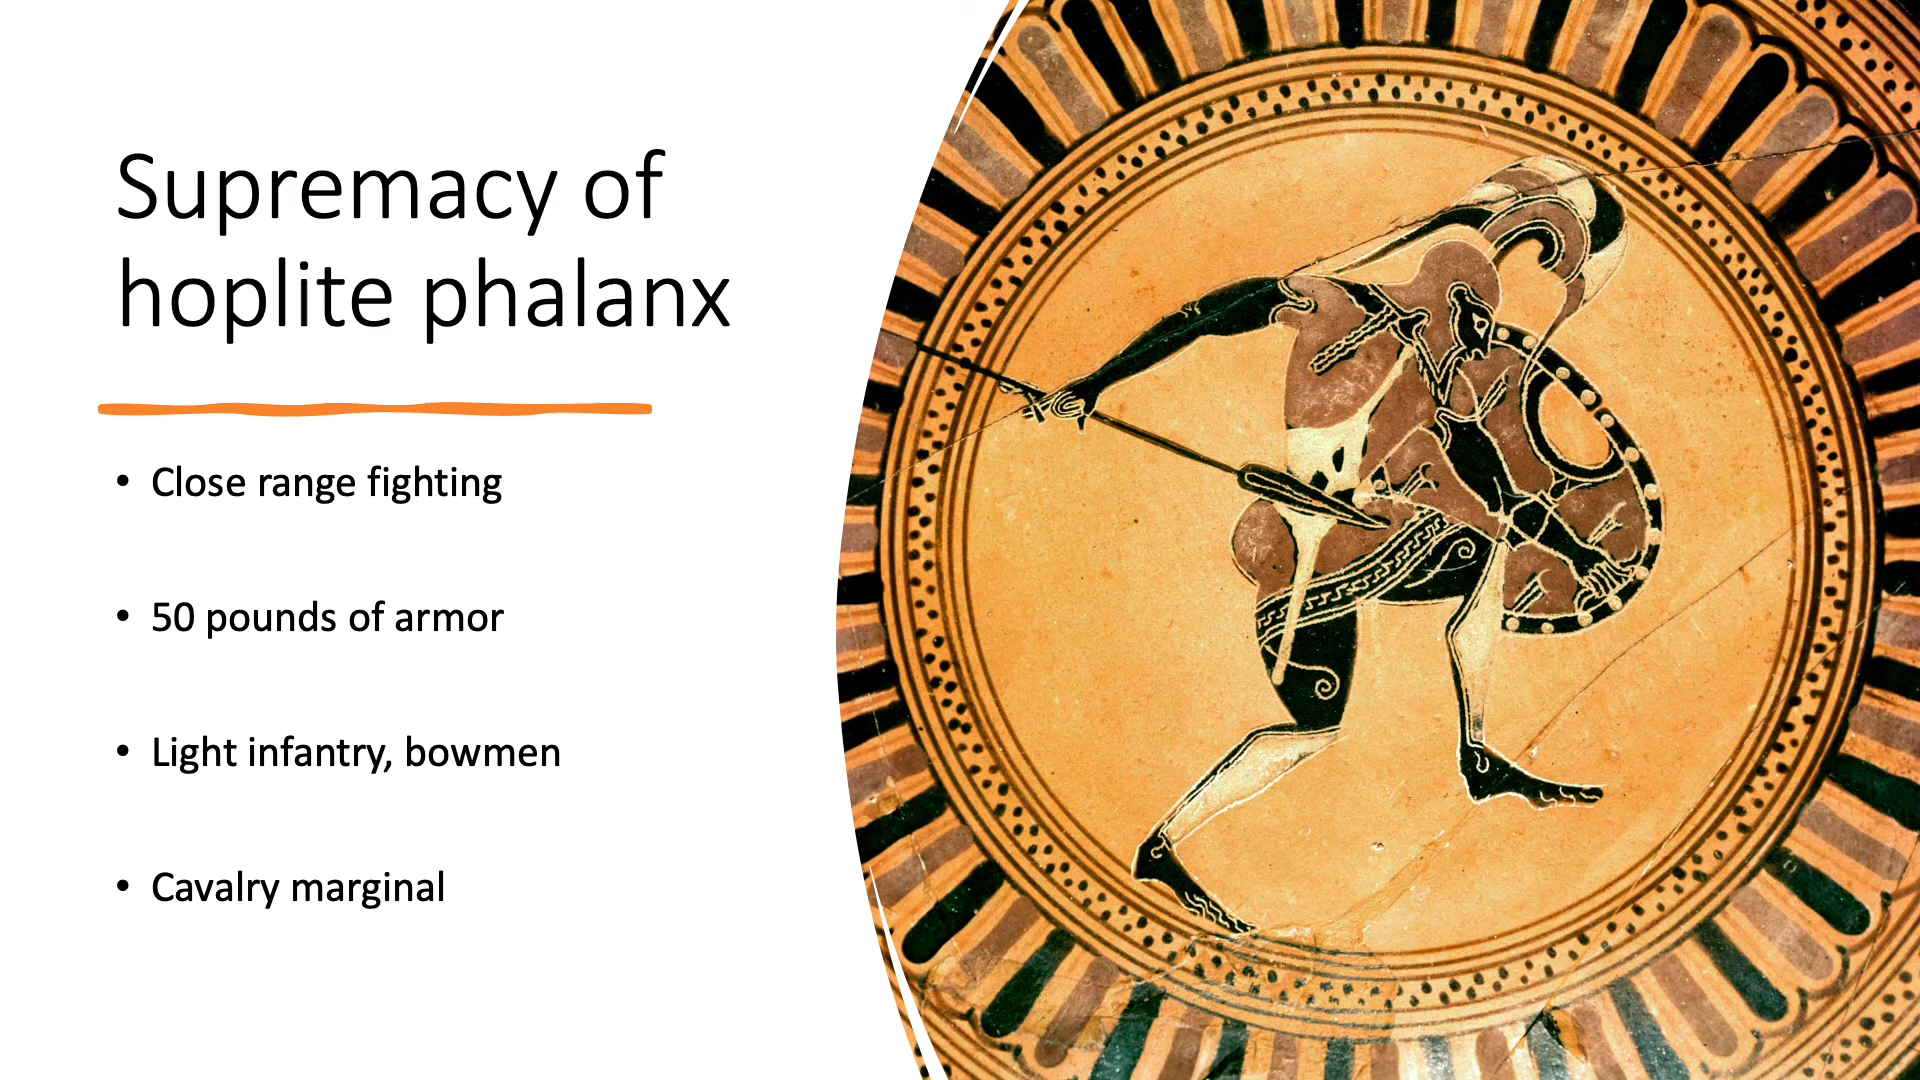 Supremacy of
hoplite phalanx
• Close range fighting
• 50 pounds of armor
• Light infantry, bowmen
• Cavalry marginal